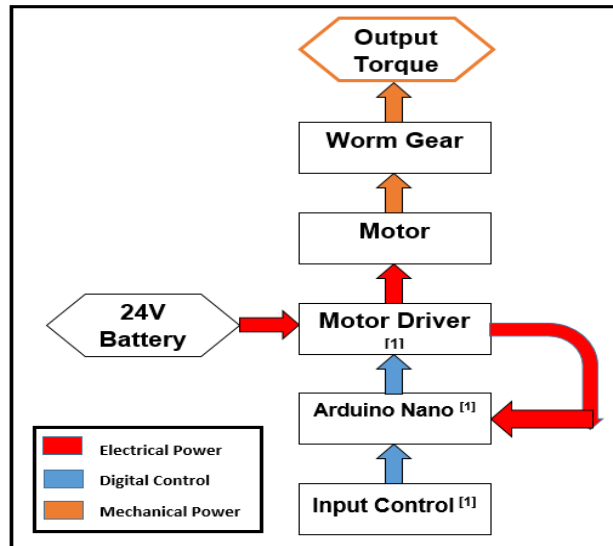 Output
Torque
Worm Gear
Motor
24V
Battery
Motor Driver
[1]
Arduino Nano [1]
Input Control [1]
Electrical Power
Digital Control
Mechanical Power